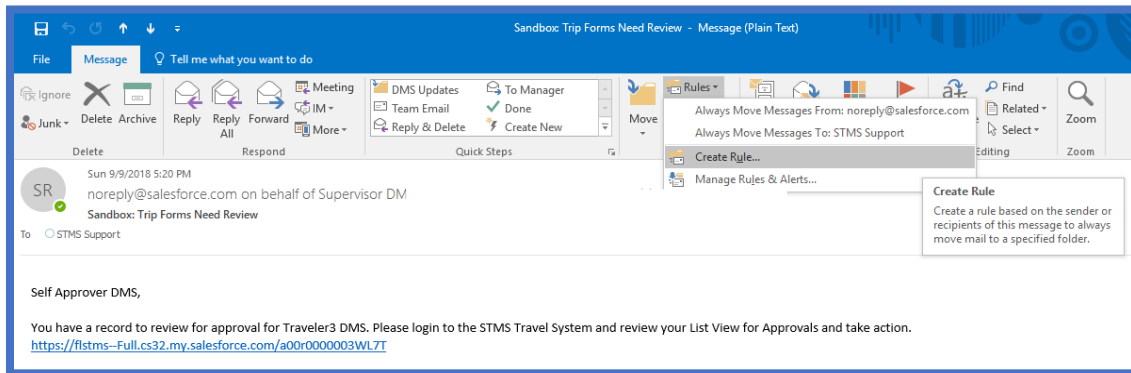 Sandbox: Trip Forms Need Review - Message (Plain Text)
File Message Tell me what you want to do
Ignore
Junk
Delete Archive
Reply Reply All Forward
Meeting
IM
More
DMS Updates To Manager
Team Email Done
Reply & Delete Create New
Move
Rules
Always Move Messages From: noreply@salesforce.com
Always Move Messages To: STMS Support
Create Rule...
Manage Rules & Alerts...
Find
Related
Select
Zoom
Delete Respond Quick Steps Editing Zoom
Create Rule
Create a rule based on the sender or
recipients of this message to always
move mail to a specified folder.
SR
Sun 9/9/2018 5:20 PM
noreply@salesforce.com on behalf of Supervisor DM
Sandbox: Trip Forms Need Review
To STMS Support
Self Approver DMS,
You have a record to review for approval for Traveler3 DMS. Please login to the STMS Travel System and review your List View for Approvals and take action.
https://flstms--Full.cs32.my.salesforce.com/a00r0000003WL7T